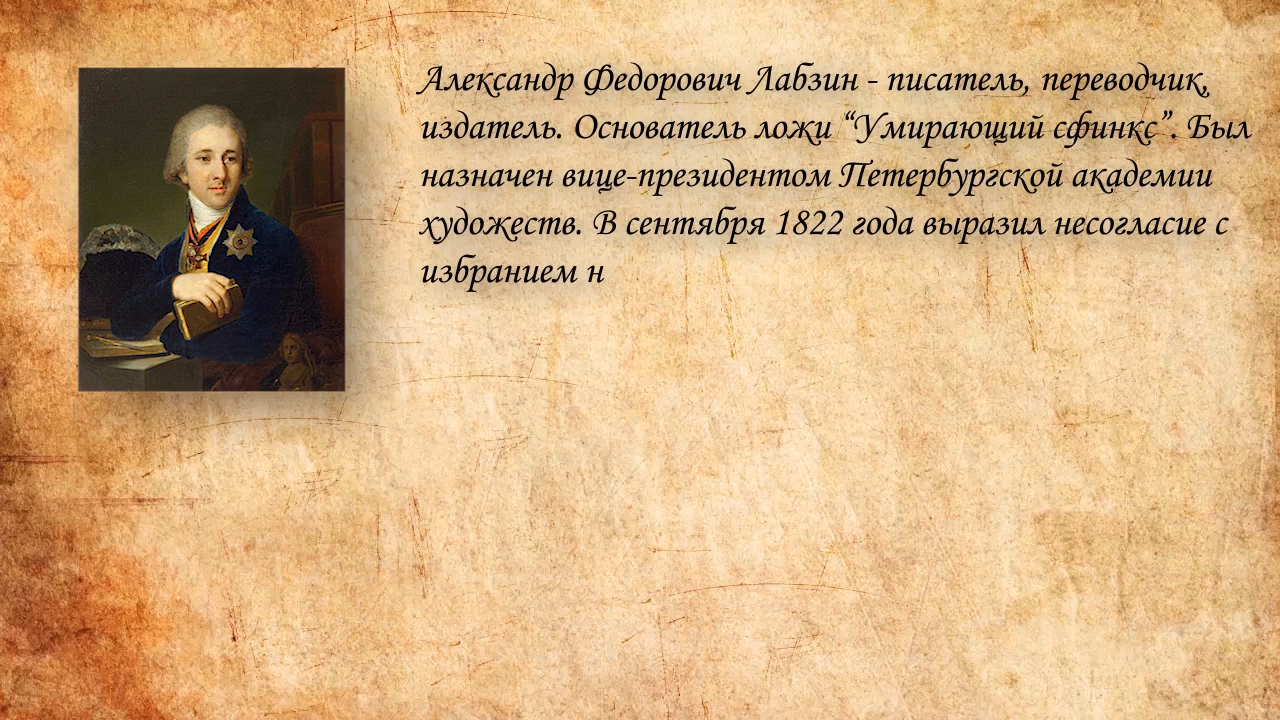 Александр Федорович Лабзин - писатель, переводчик,
издатель. Основатель ложи “Умирающий сфинкс”. Был
назначен вице-президентом Петербургской академии
художеств. В сентября 1822 года выразил несогласие с
избранием н